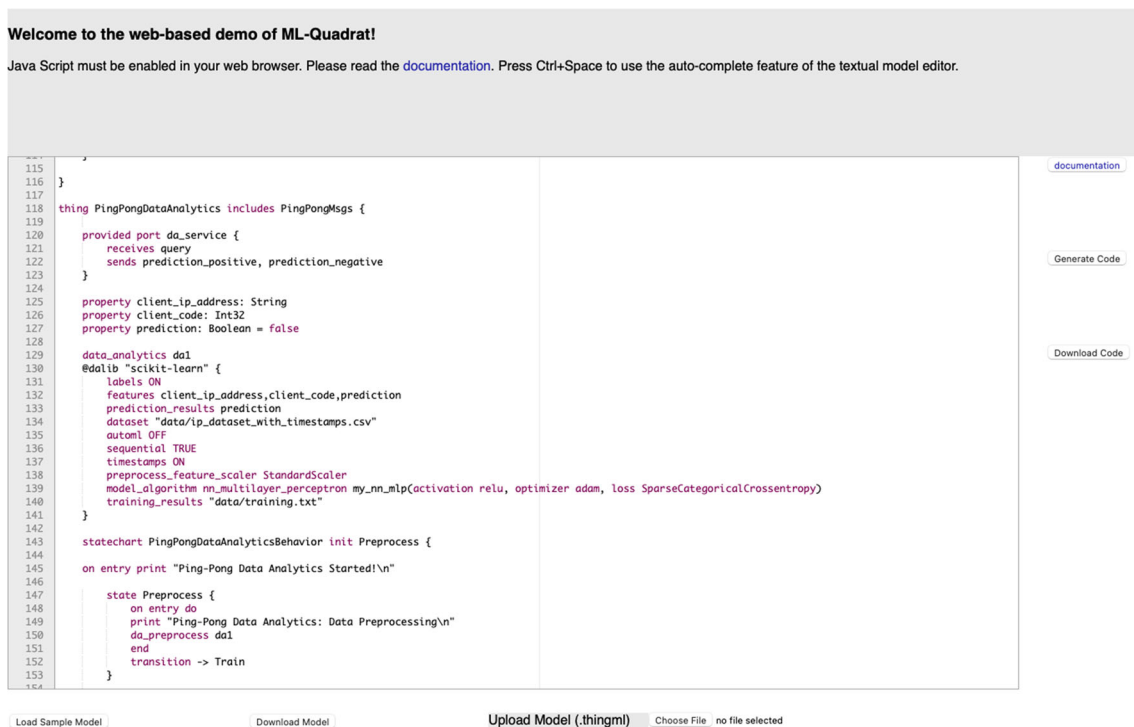 Welcome to the web-based demo of ML-Quadrat!
Java Script must be enabled in your web browser. Please read the documentation. Press Ctrl+Space to use the auto-complete feature of the textual model editor.
documentation
115
116 }
117
118 thing PingPongDataAnalytics includes PingPongMsgs {
119
120 provided port da_service {
121 receives query
122 sends prediction_positive, prediction_negative
123 }
124
125 property client_ip_address: String
126 property client_code: Int32
127 property prediction: Boolean = false
128
129 data_analytics da1
130 @dalib "scikit-learn" {
131 labels ON
132 features client_ip_address,client_code,prediction
133 prediction_results prediction
134 dataset "data/ip_dataset_with_timestamps.csv"
135 automl OFF
136 sequential TRUE
137 timestamps ON
138 preprocess_feature_scaler StandardScaler
139 model_algorithm nn_multilayer_perceptron my_nn_mlp(activation relu, optimizer adam, loss SparseCategoricalCrossentropy)
140 training_results "data/training.txt"
141 }
142
143 statechart PingPongDataAnalyticsBehavior init Preprocess {
144
145 on entry print "Ping-Pong Data Analytics Started!\n"
146
147 state Preprocess {
148 on entry do
149 print "Ping-Pong Data Analytics: Data Preprocessing\n"
150 da_preprocess da1
151 end
152 transition -> Train
153 }
Generate Code
Download Code
Load Sample Model
Download Model
Upload Model (.thingml) Choose File no file selected